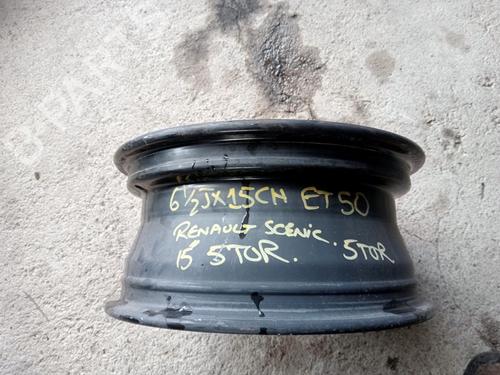 B-PARTS
6½JX15CH ET50
RENAULT SCENIC.
15" 5TOR. 5TOR